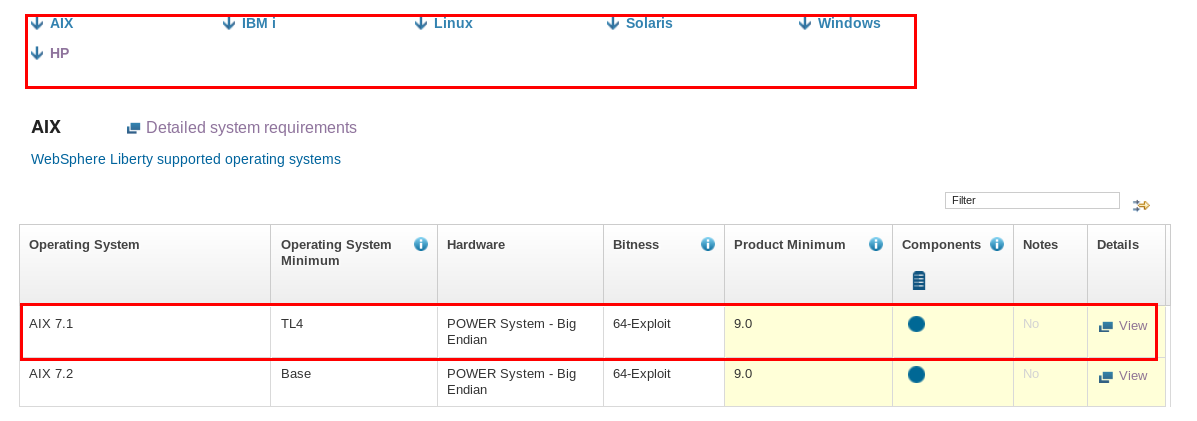 AIX IBM i Linux Solaris Windows
HP
AIX Detailed system requirements
WebSphere Liberty supported operating systems
Filter
Operating System Operating System Minimum Hardware Bitness Product Minimum Components Notes Details
AIX 7.1 TL4 POWER System - Big Endian 64-Exploit 9.0 No View
AIX 7.2 Base POWER System - Big Endian 64-Exploit 9.0 No View